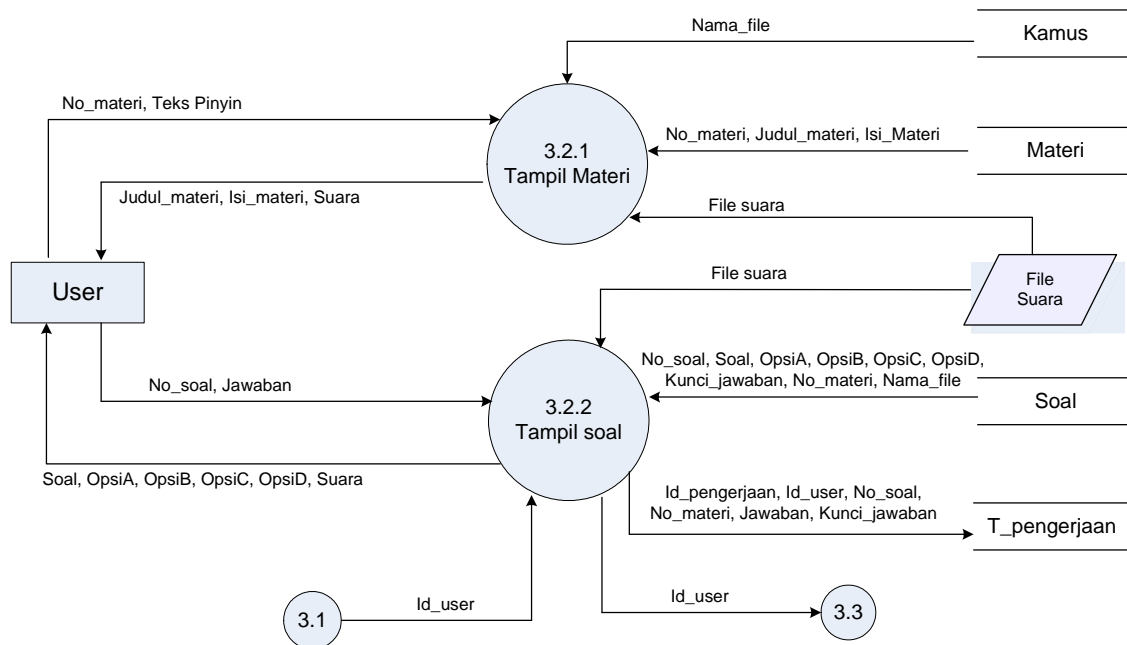 Nama_file
Kamus
No_materi, Teks Pinyin
No_materi, Judul_materi, Isi_Materi
Materi
3.2.1
Tampil Materi
Judul_materi, Isi_materi, Suara
File suara
User
File suara
File
Suara
No_soal, Soal, OpsiA, OpsiB, OpsiC, OpsiD,
Kunci_jawaban, No_materi, Nama_file
No_soal, Jawaban
3.2.2
Tampil soal
Soal
Soal, OpsiA, OpsiB, OpsiC, OpsiD, Suara
Id_pengerjaan, Id_user, No_soal,
No_materi, Jawaban, Kunci_jawaban
T_pengerjaan
3.1
Id_user
Id_user
3.3